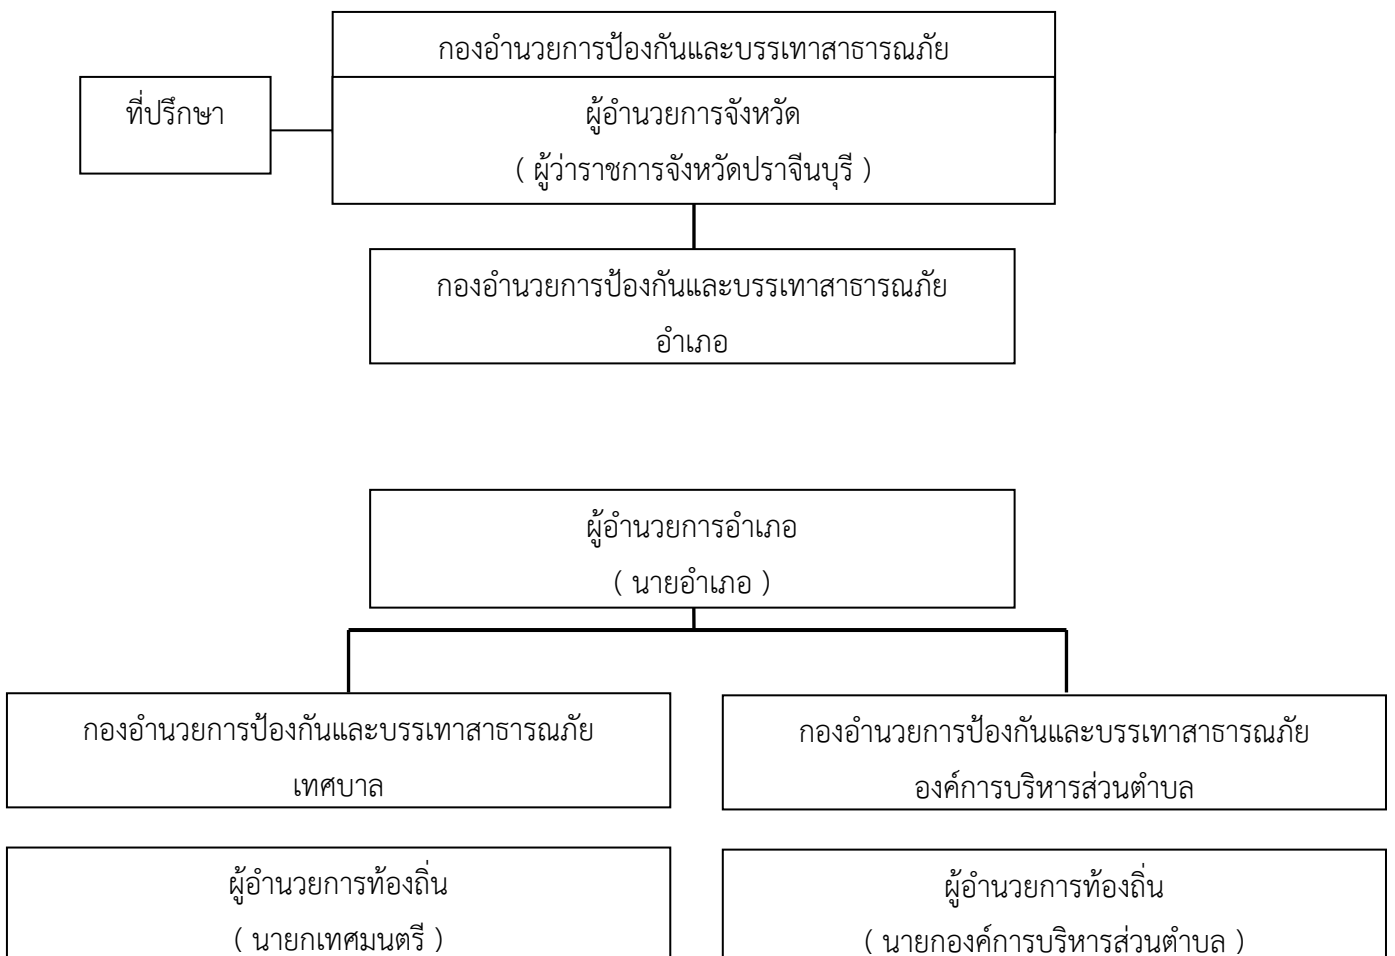 กองอำนวยการป้องกันและบรรเทาสาธารณภัย
ที่ปรึกษา
ผู้อำนวยการจังหวัด
( ผู้ว่าราชการจังหวัดปราจีนบุรี )
กองอำนวยการป้องกันและบรรเทาสาธารณภัย
อำเภอ
ผู้อำนวยการอำเภอ
( นายอำเภอ )
กองอำนวยการป้องกันและบรรเทาสาธารณภัย
เทศบาล
กองอำนวยการป้องกันและบรรเทาสาธารณภัย
องค์การบริหารส่วนตำบล
ผู้อำนวยการท้องถิ่น
( นายกเทศมนตรี )
ผู้อำนวยการท้องถิ่น
( นายกองค์การบริหารส่วนตำบล )